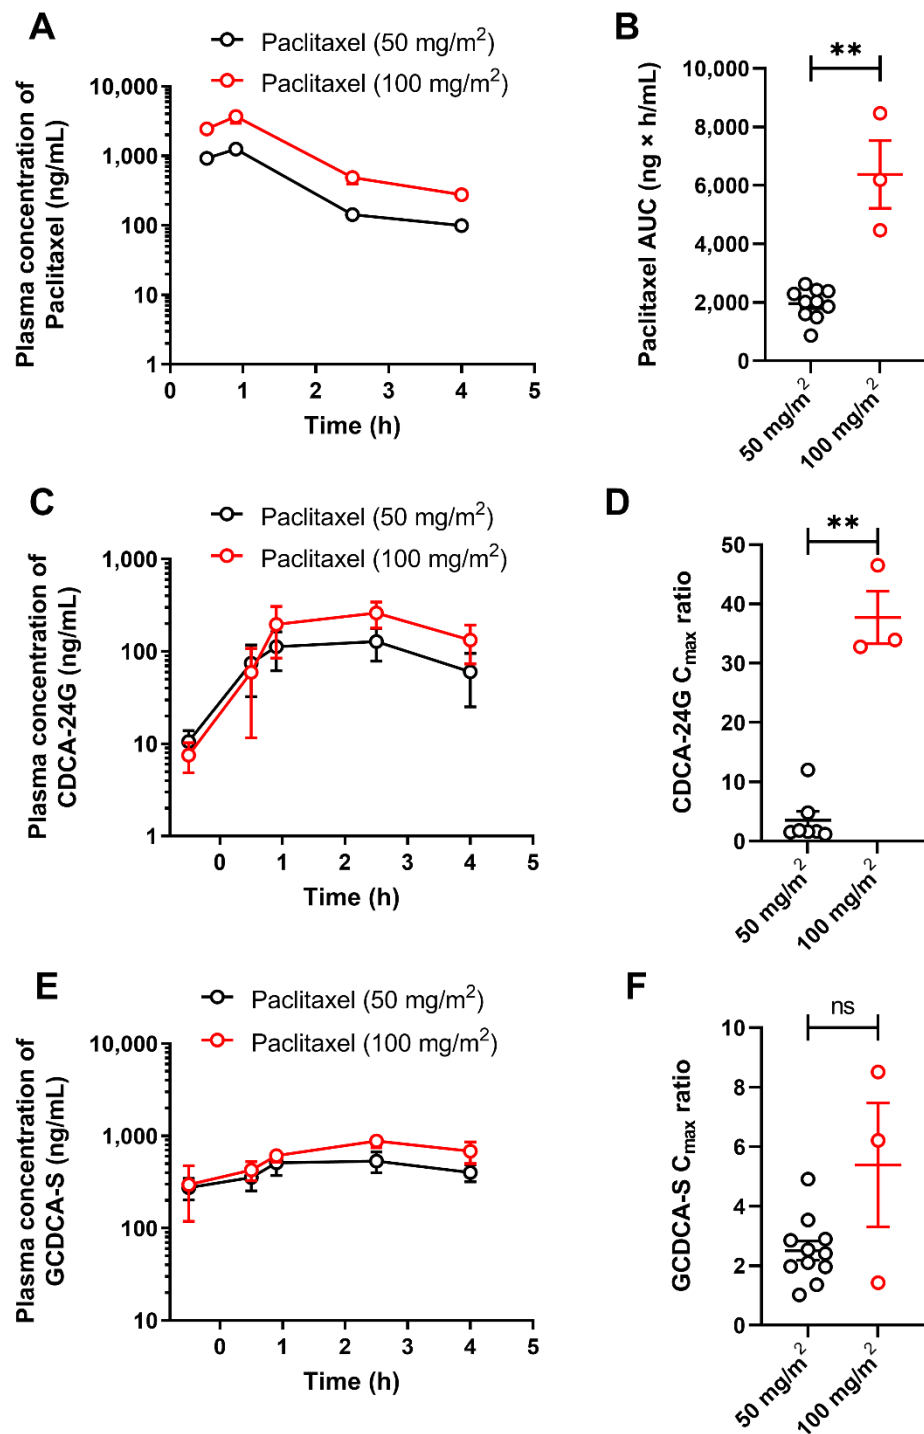 A
Paclitaxel (50 mg/m²)
Paclitaxel (100 mg/m²)
Plasma concentration of
Paclitaxel (ng/mL)
10,000
1,000
100
10
1
0 1 2 3 4 5
Time (h)
B
**
Paclitaxel AUC (ng × h/mL)
10,000
8,000
6,000
4,000
2,000
0
50 mg/m²
100 mg/m²
C
Paclitaxel (50 mg/m²)
Paclitaxel (100 mg/m²)
Plasma concentration of
CDCA-24G (ng/mL)
1,000
100
10
1
0 1 2 3 4 5
Time (h)
D
**
CDCA-24G Cmax ratio
50
40
30
20
10
0
50 mg/m²
100 mg/m²
E
Paclitaxel (50 mg/m²)
Paclitaxel (100 mg/m²)
Plasma concentration of
GCDCA-S (ng/mL)
10,000
1,000
100
10
0 1 2 3 4 5
Time (h)
F
ns
GCDCA-S Cmax ratio
10
8
6
4
2
0
50 mg/m²
100 mg/m²